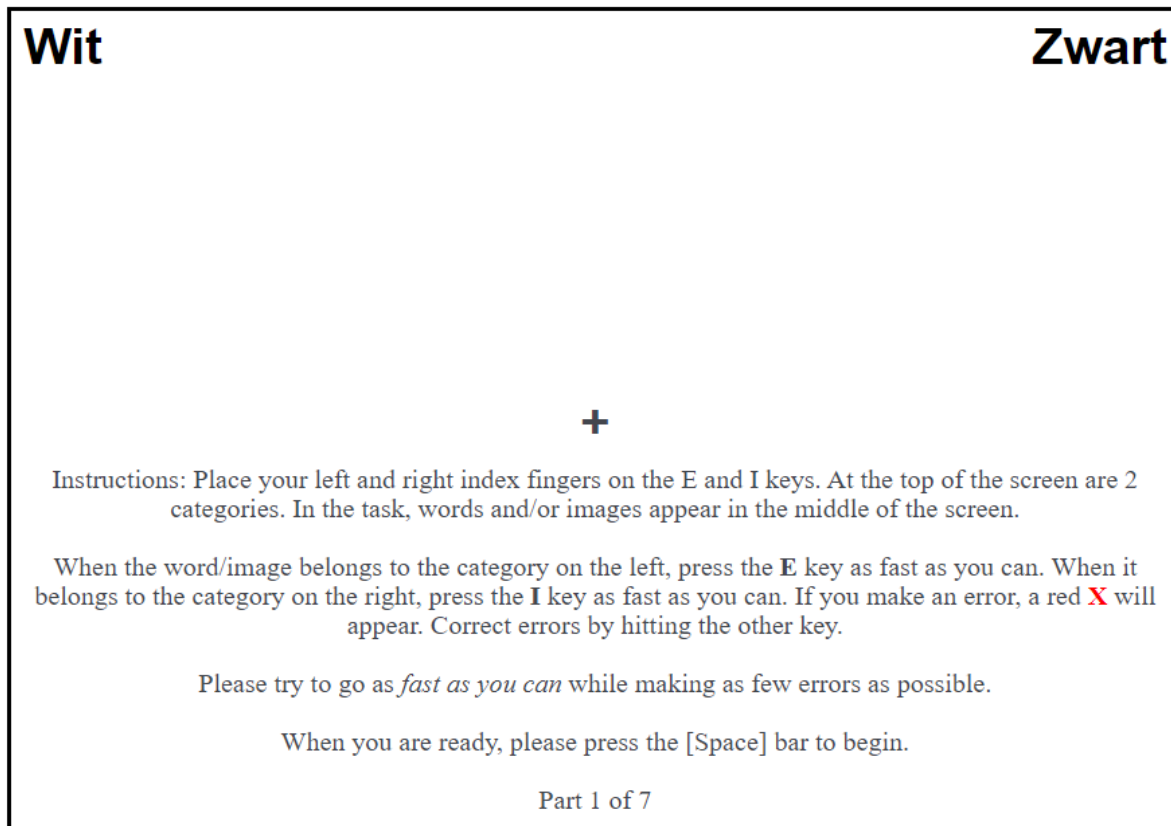 Wit
Zwart
+
Instructions: Place your left and right index fingers on the E and I keys. At the top of the screen are 2
categories. In the task, words and/or images appear in the middle of the screen.
When the word/image belongs to the category on the left, press the E key as fast as you can. When it
belongs to the category on the right, press the I key as fast as you can. If you make an error, a red X will
appear. Correct errors by hitting the other key.
Please try to go as fast as you can while making as few errors as possible.
When you are ready, please press the [Space] bar to begin.
Part 1 of 7